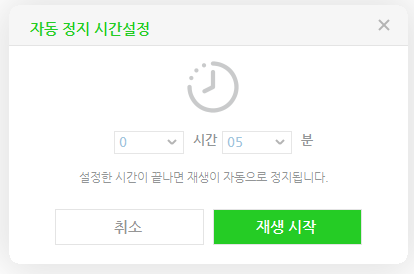 자동 정지 시간설정
0 시간 05 분
설정한 시간이 끝나면 재생이 자동으로 정지됩니다.
취소 재생 시작